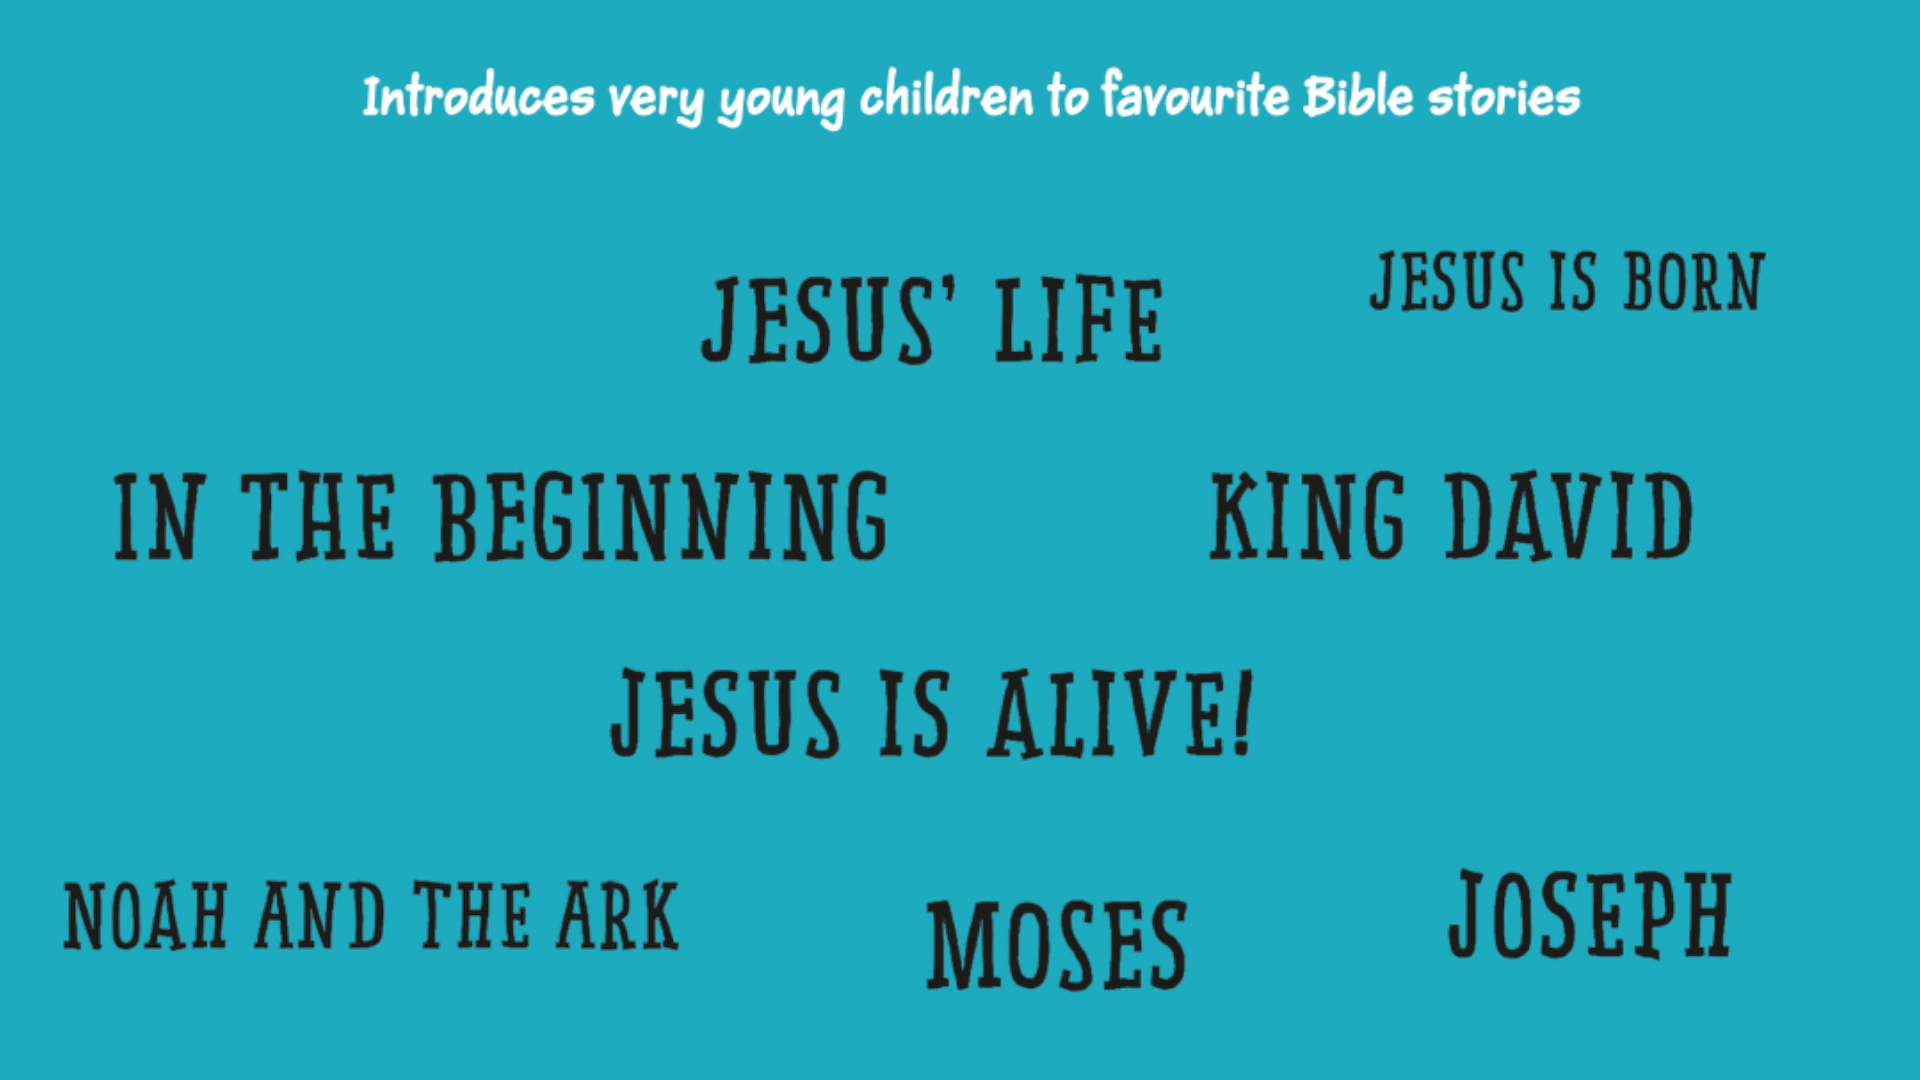 Introduces very young children to favourite Bible stories
JESUS' LIFE
JESUS IS BORN
IN THE BEGINNING
KING DAVID
JESUS IS ALIVE!
NOAH AND THE ARK
MOSES
JOSEPH